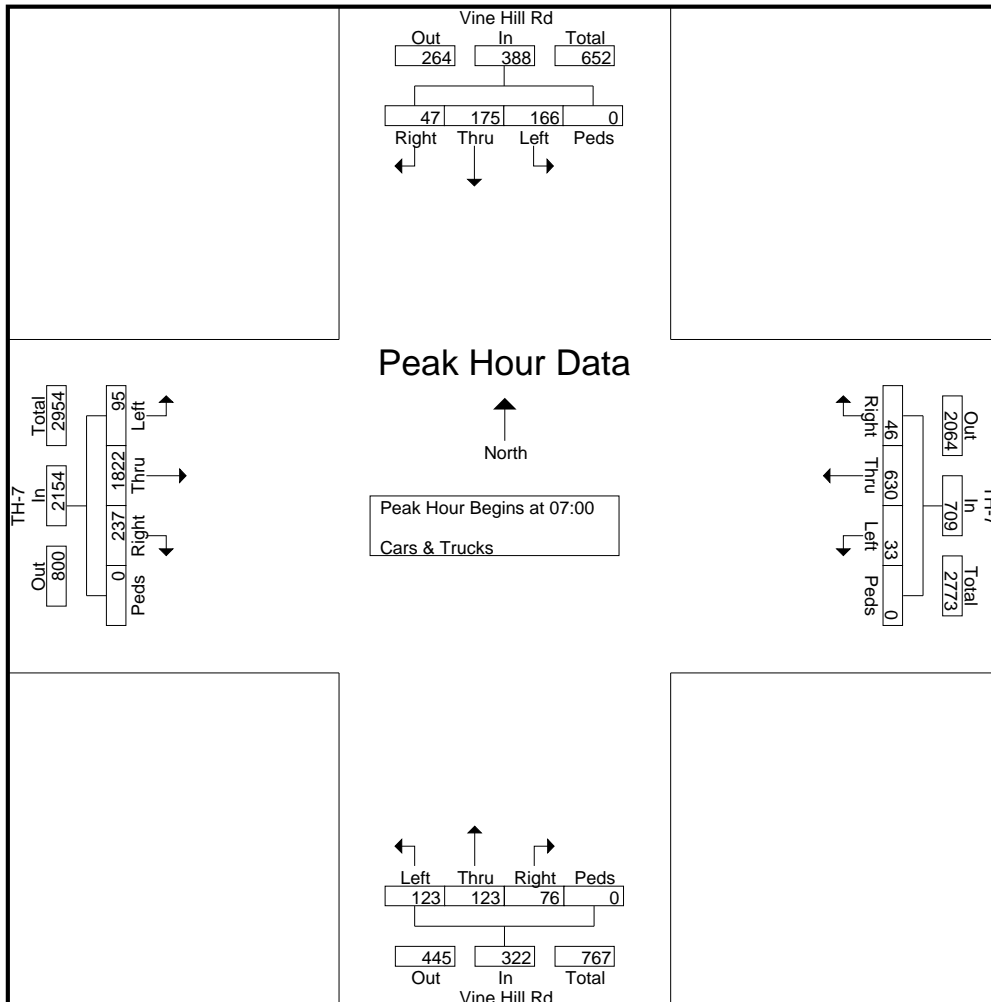 Vine Hill Rd
Out In Total
264 388 652
47 175 166 0
Right Thru Left Peds
Peak Hour Data
North
Peak Hour Begins at 07:00
Cars & Trucks
TH-7
Total In Out
2954 2154 800
95 1822 237 0
Left Thru Right Peds
Right Thru Left Peds
46 630 33 0
Out In Total
2064 709 2773
TH-7
Left Thru Right Peds
123 123 76 0
445 322 767
Out In Total
Vine Hill Rd